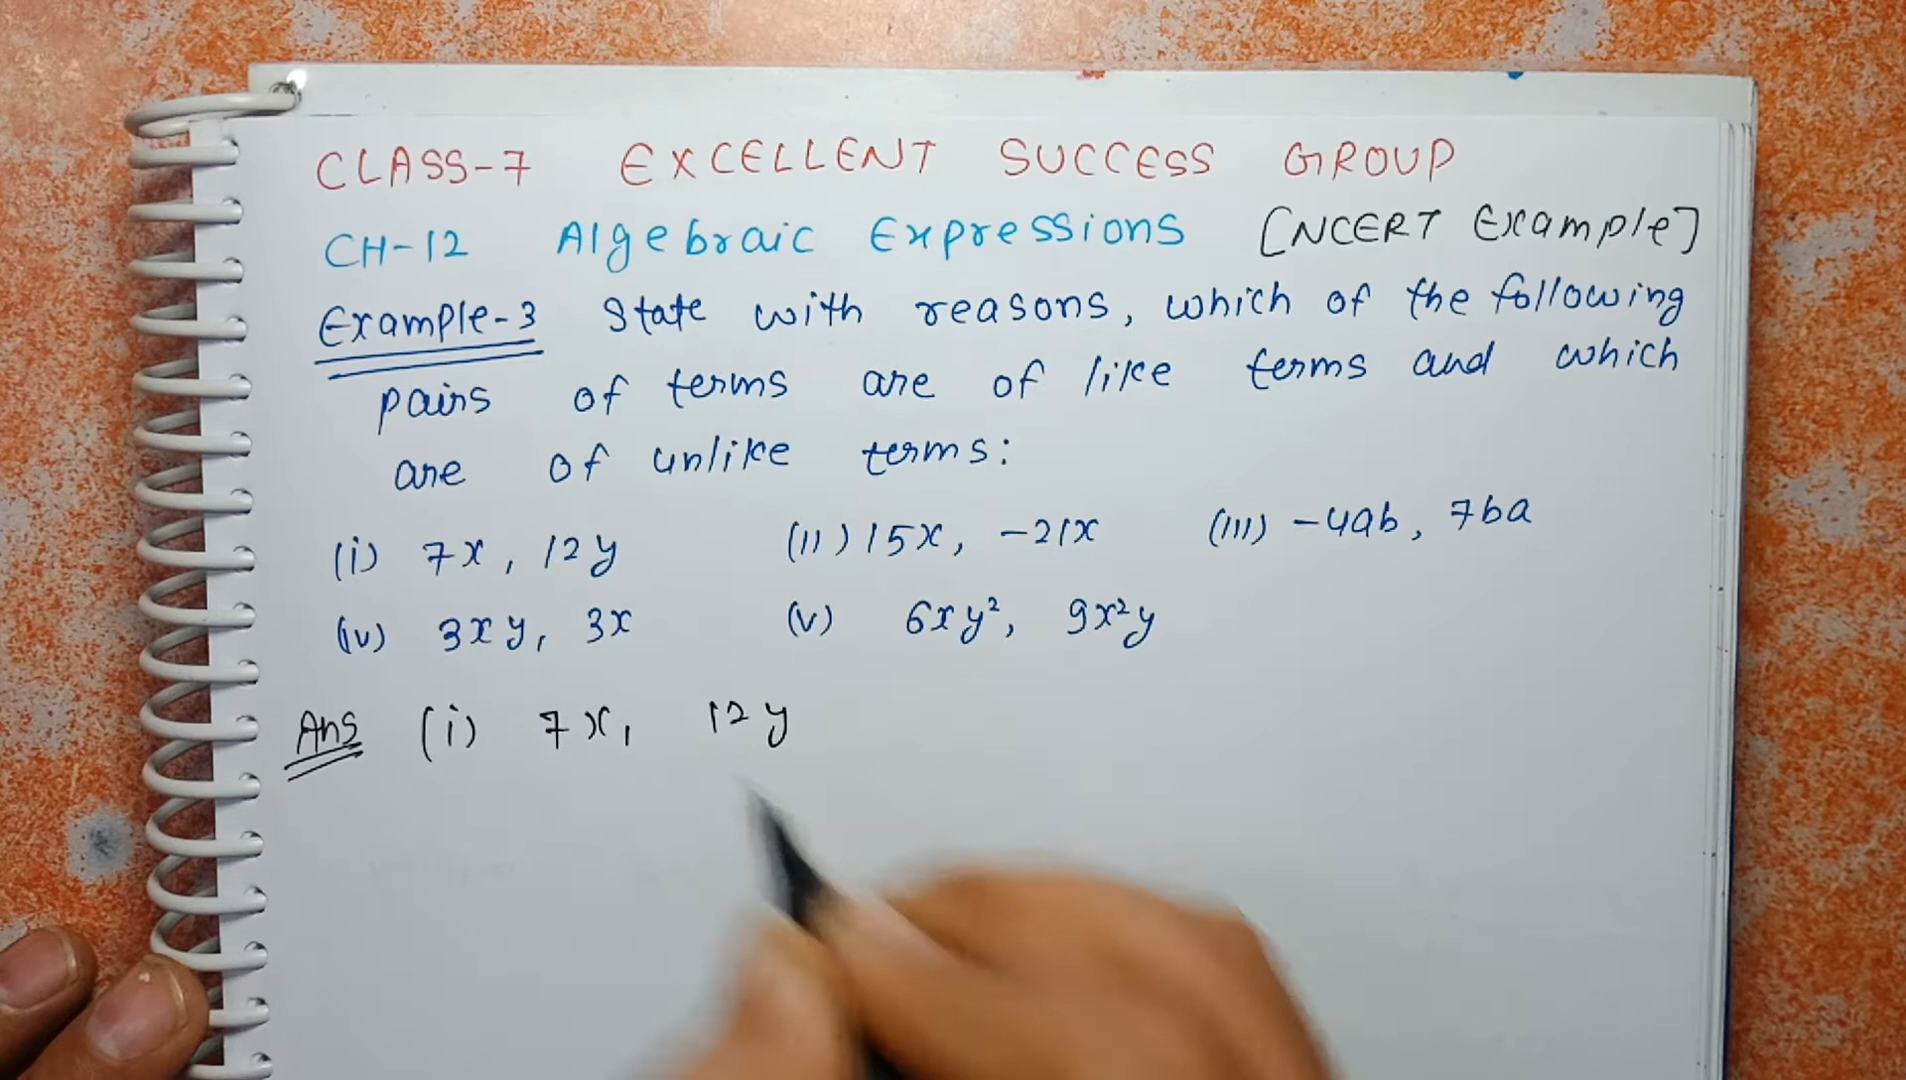 CLASS-7 EXCELLENT SUCCESS GROUP
CH-12 Algebraic Expressions [NCERT Example]
Example-3 State with reasons, which of the following
pairs of terms are of like terms and which
are of unlike terms:
(i) 7x, 12y (ii) 15x, -21x (iii) -4ab, 7ba
(iv) 3xy, 3x (v) 6xy², 9x²y
Ans (i) 7x, 12y